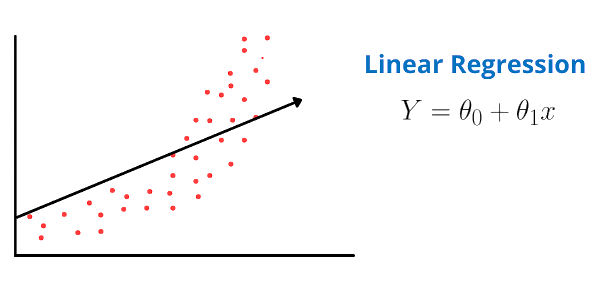 Linear Regression
Y = θ₀ + θ₁x